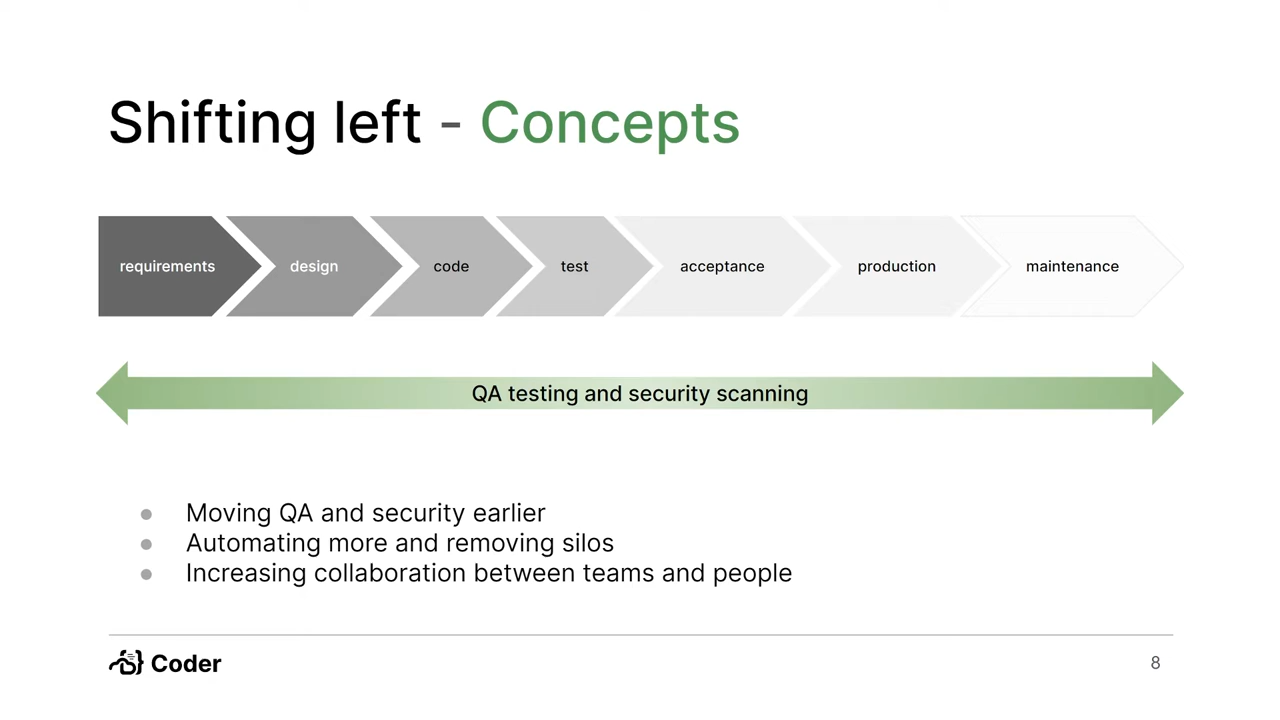 Shifting left - Concepts
requirements design code test acceptance production maintenance
QA testing and security scanning
Moving QA and security earlier
Automating more and removing silos
Increasing collaboration between teams and people
Coder 8